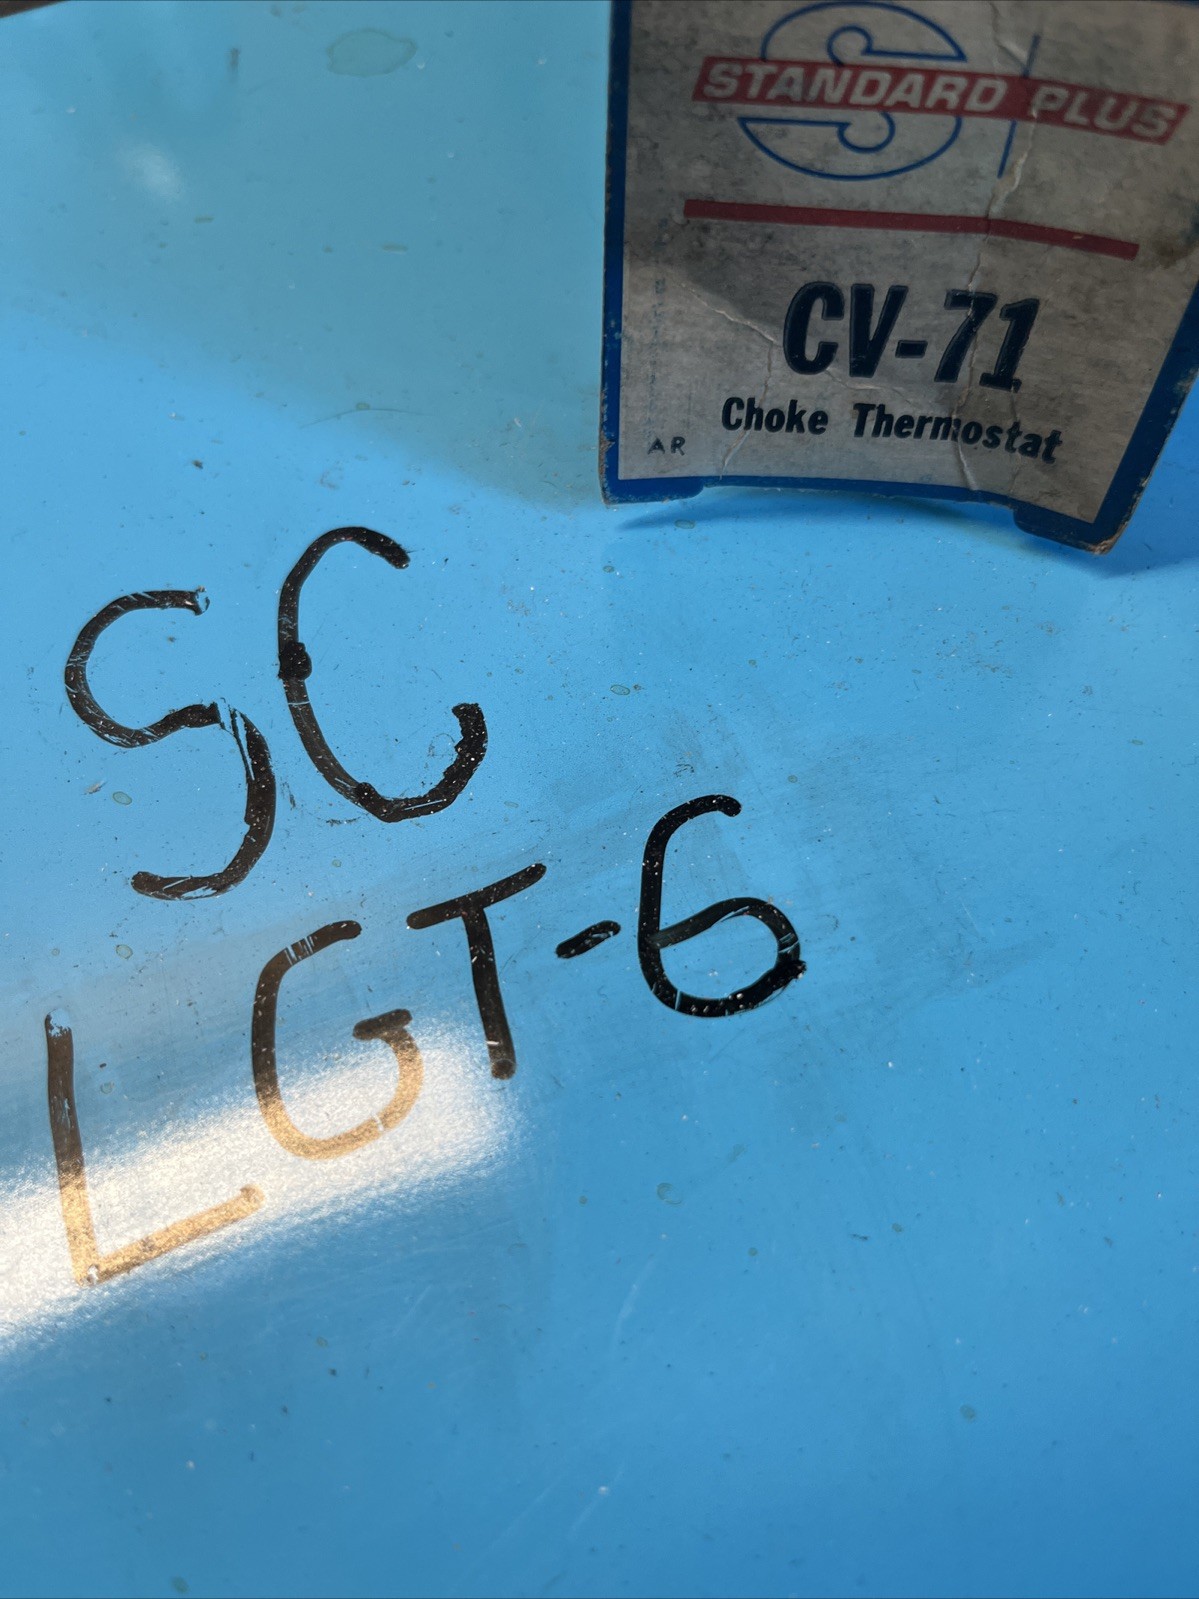 STANDARD PLUS
CV-71
Choke Thermostat
AR
SC
LGT-6